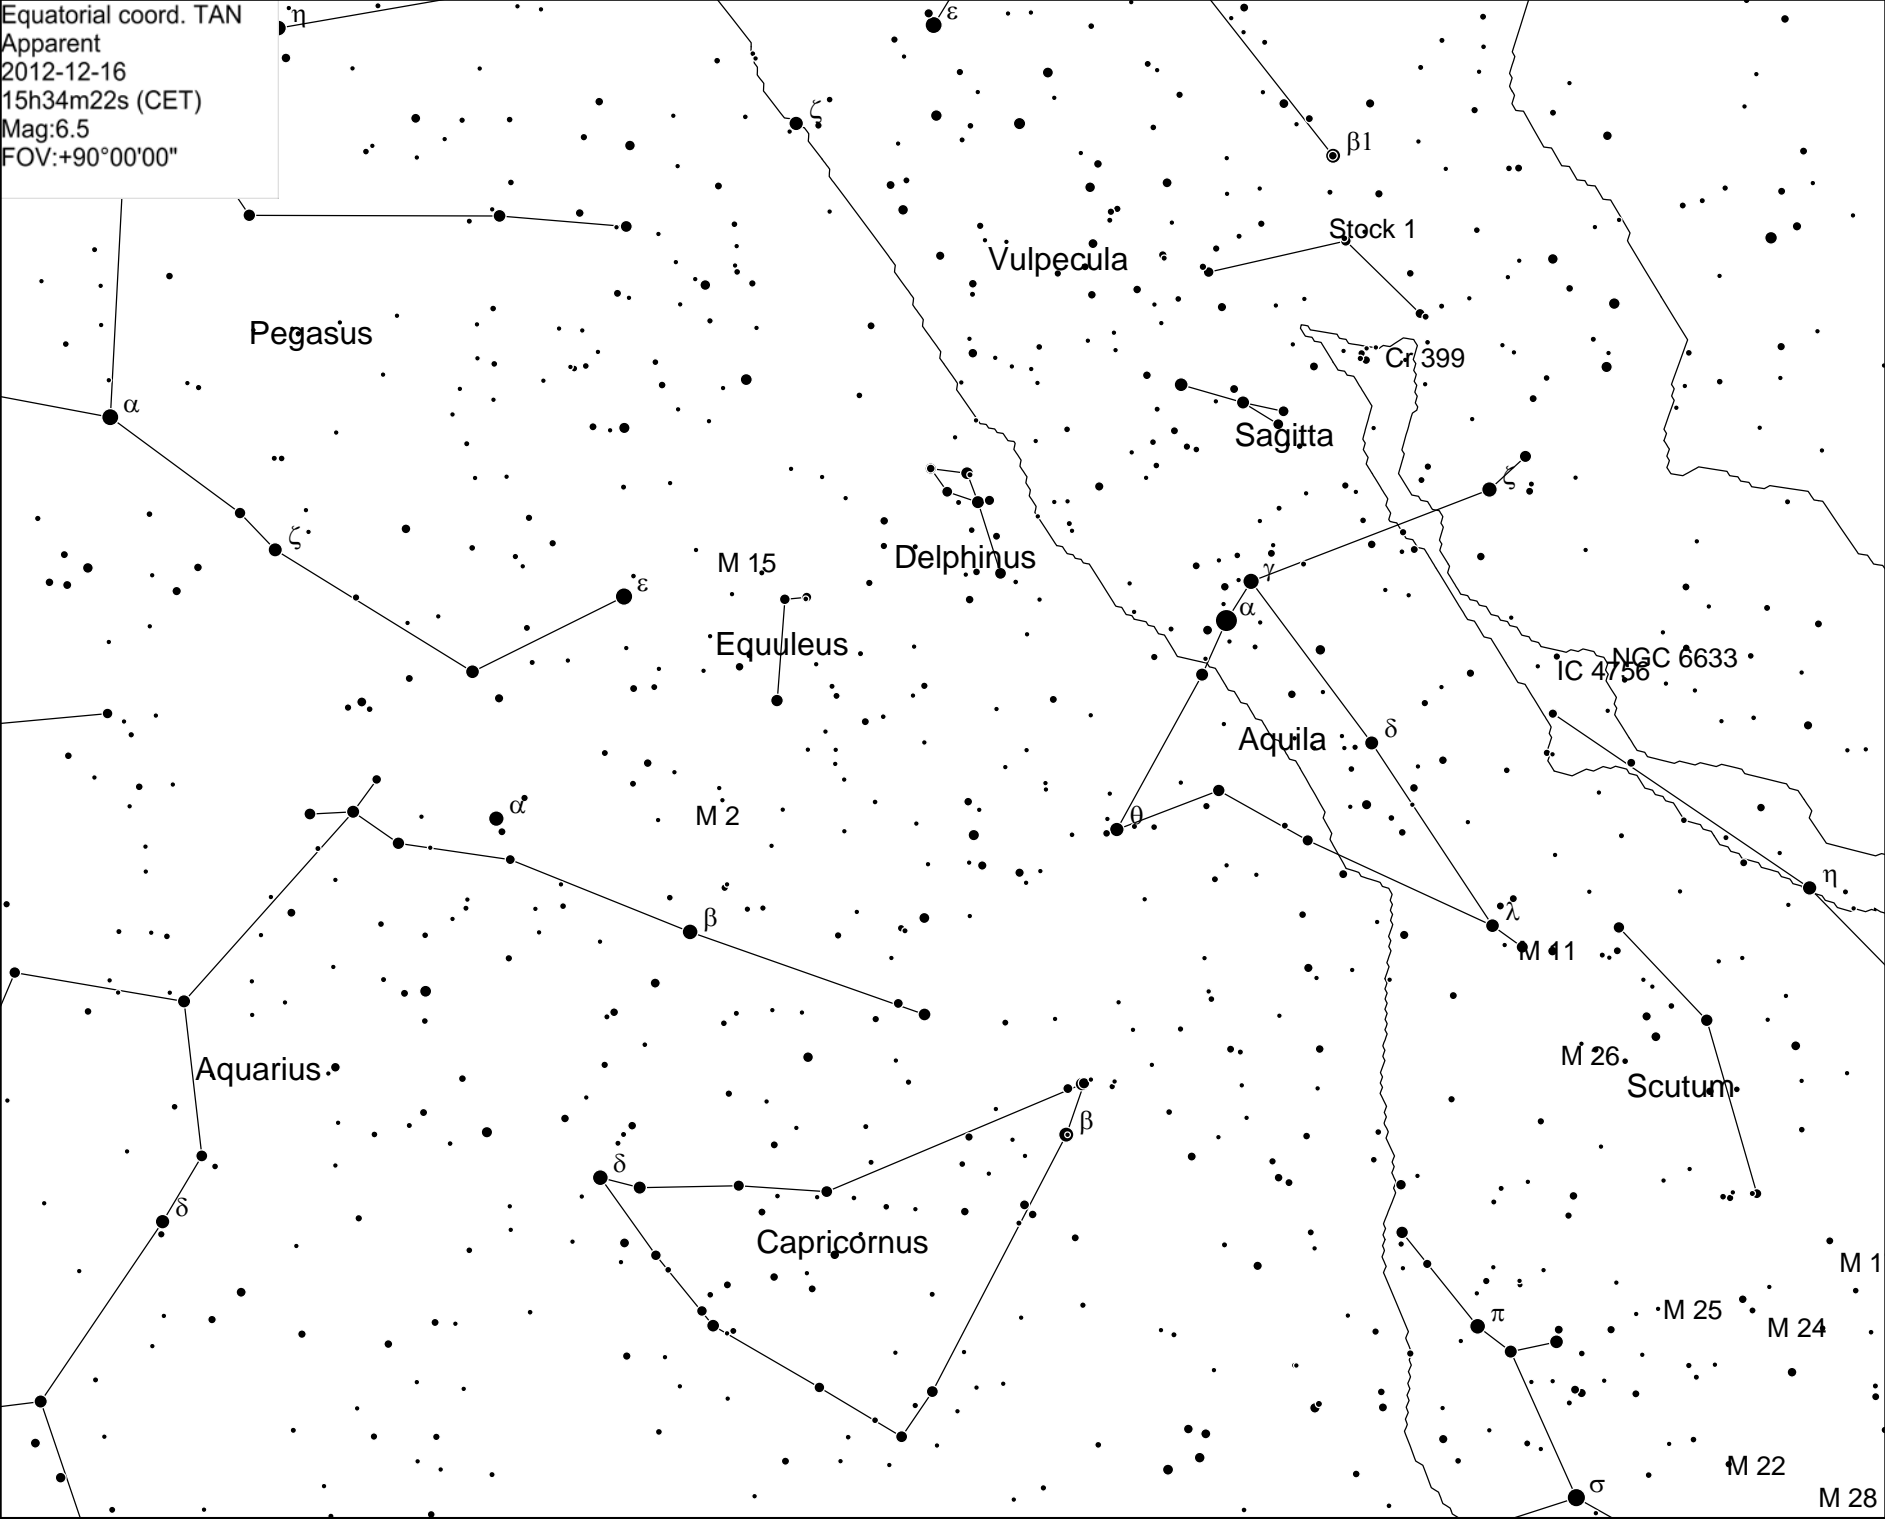 Equatorial coord. TAN
Apparent
2012-12-16
15h34m22s (CET)
Mag:6.5
FOV:+90°00'00"
η
ε
ζ
β1
Stock 1
Vulpecula
Pegasus
Cr 399
α
Sagitta
ζ
ζ
M 15
Delphinus
ε
γ
α
Equuleus
NGC 6633
IC 4756
δ
Aquila
α
M 2
θ
η
β
λ
M 11
M 26
Aquarius
Scutum
β
δ
δ
Capricornus
M 1
π
M 25
M 24
M 22
σ
M 28